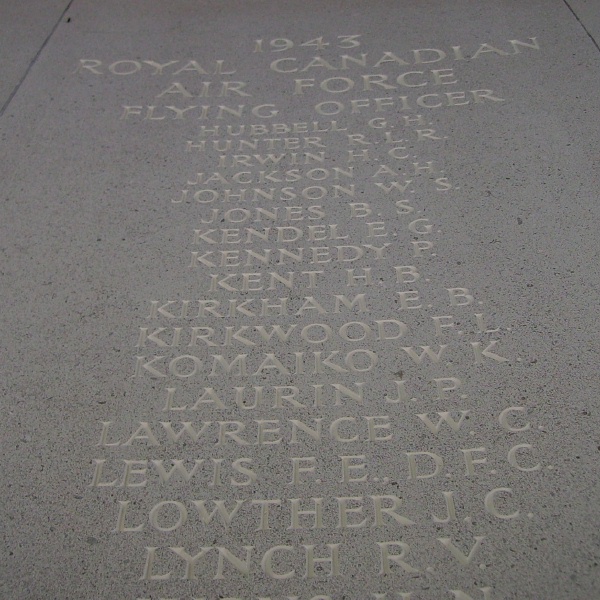 1943
ROYAL CANADIAN
AIR FORCE
FLYING OFFICER
HUBBELL G.H.
HUNTER R.L.R.
IRWIN H.C.
JACKSON A.H.
JOHNSON W.S.
JONES B.S.
KENDEL E.G.
KENNEDY P.
KENT H.B.
KIRKHAM E.B.
KIRKWOOD F.L.
KOMAIKO W.K.
LAURIN J.P.
LAWRENCE W.C.
LEWIS F.E., D.F.C.
LOWTHER J.C.
LYNCH R.V.